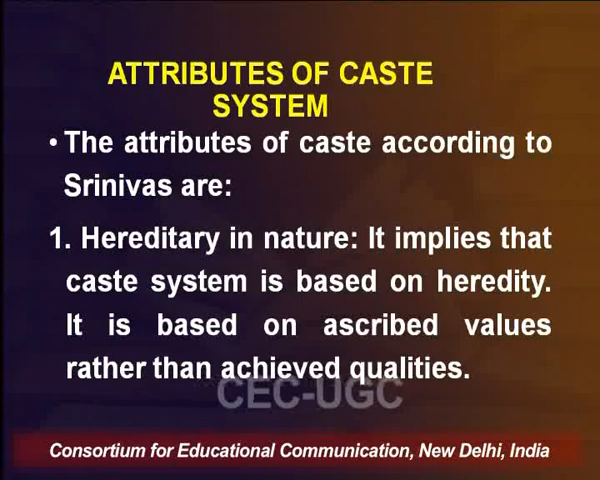 ATTRIBUTES OF CASTE
SYSTEM
• The attributes of caste according to
Srinivas are:
1. Hereditary in nature: It implies that
caste system is based on heredity.
It is based on ascribed values
rather than achieved qualities.
CEC-UGC
Consortium for Educational Communication, New Delhi, India